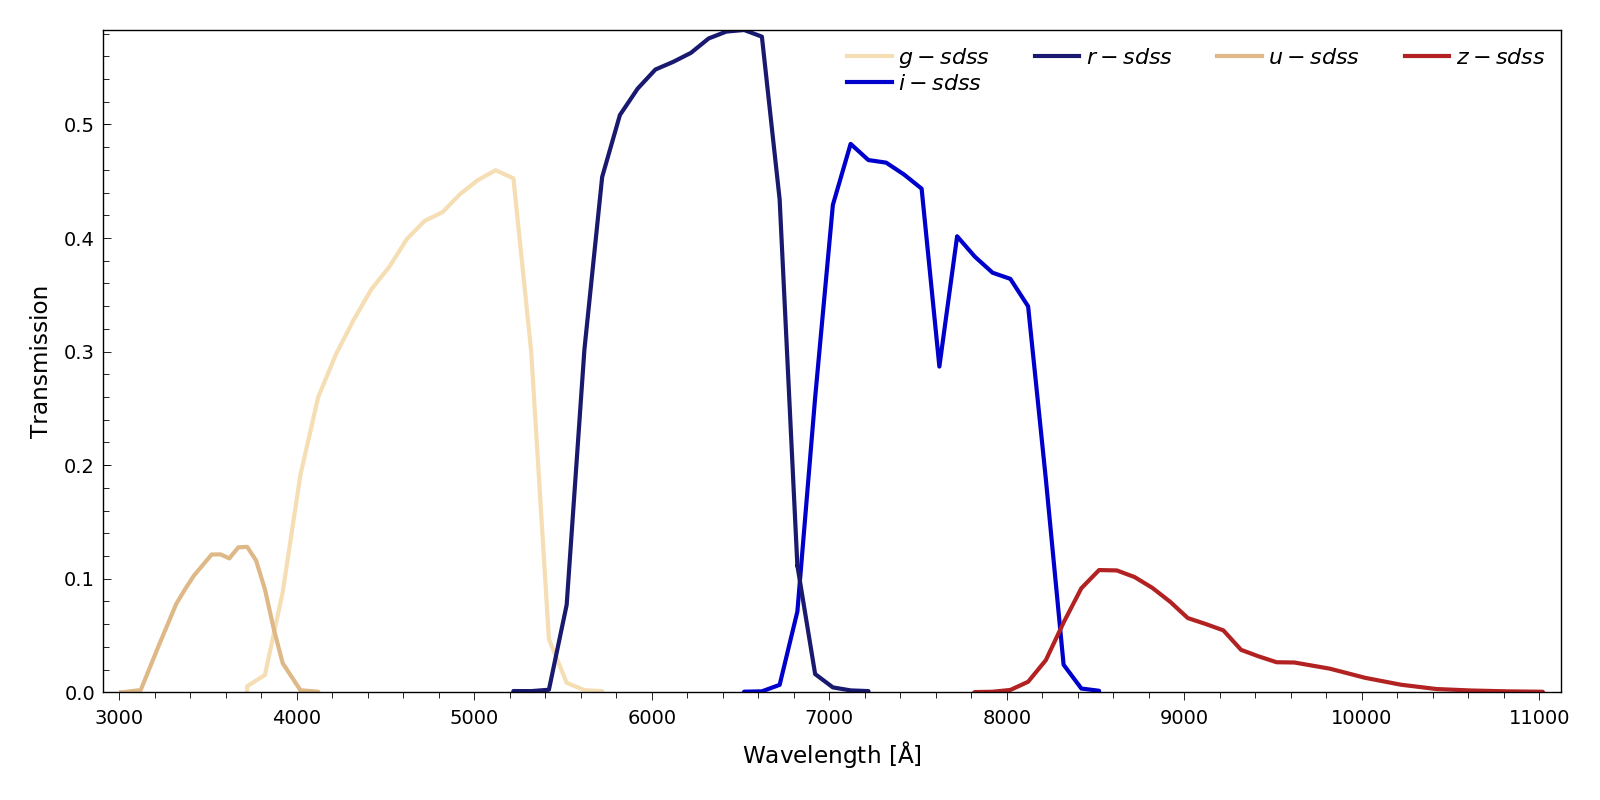 g − sdss r − sdss u − sdss z − sdss
i − sdss
Transmission
0.5
0.4
0.3
0.2
0.1
0.0
3000 4000 5000 6000 7000 8000 9000 10000 11000
Wavelength [Å]